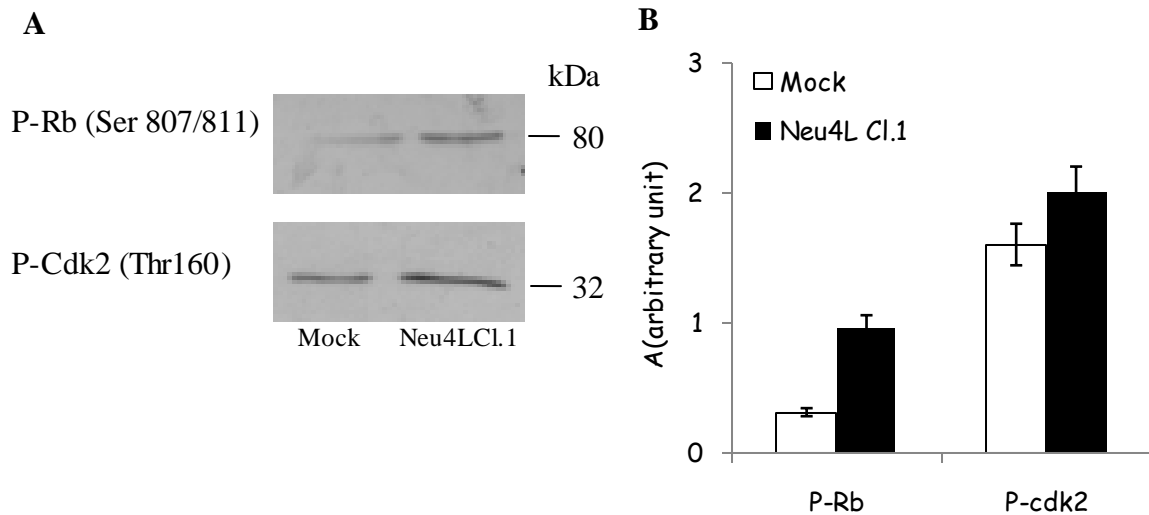 A
kDa
P-Rb (Ser 807/811)
80
P-Cdk2 (Thr160)
32
Mock
Neu4LCl.1
B
3
2
1
0
A(arbitrary unit)
Mock
Neu4L Cl.1
P-Rb
P-cdk2